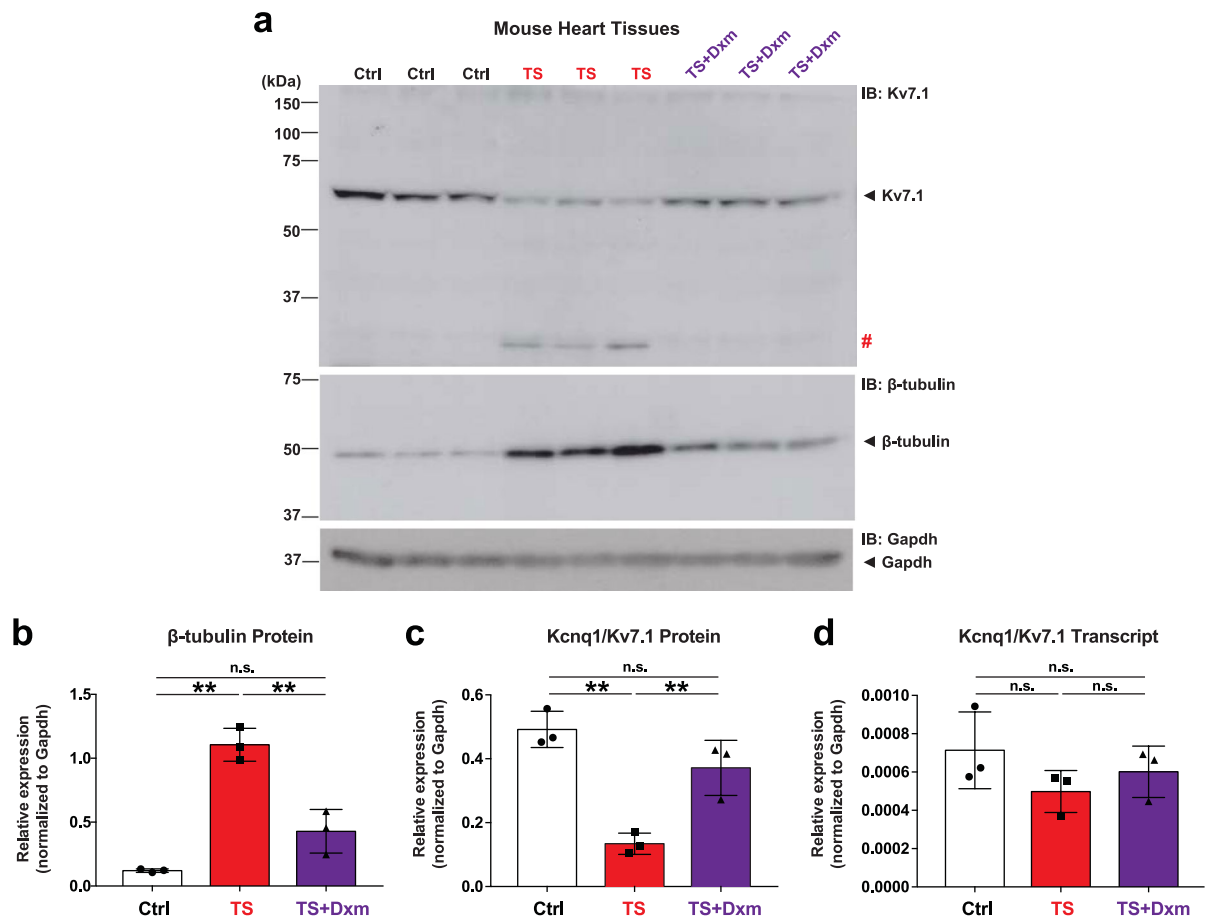 a
Mouse Heart Tissues
(kDa)
Ctrl Ctrl Ctrl TS TS TS TS+Dxm TS+Dxm TS+Dxm
IB: Kv7.1
150
100
75
◄ Kv7.1
50
37
#
75
IB: β-tubulin
◄ β-tubulin
50
37
IB: Gapdh
37
◄ Gapdh
b
β-tubulin Protein
n.s.
** **
Relative expression
(normalized to Gapdh)
1.5
1.0
0.5
0.0
Ctrl TS TS+Dxm
c
Kcnq1/Kv7.1 Protein
n.s.
** **
Relative expression
(normalized to Gapdh)
0.6
0.4
0.2
0.0
Ctrl TS TS+Dxm
d
Kcnq1/Kv7.1 Transcript
n.s.
n.s. n.s.
Relative expression
(normalized to Gapdh)
0.0010
0.0008
0.0006
0.0004
0.0002
0.0000
Ctrl TS TS+Dxm